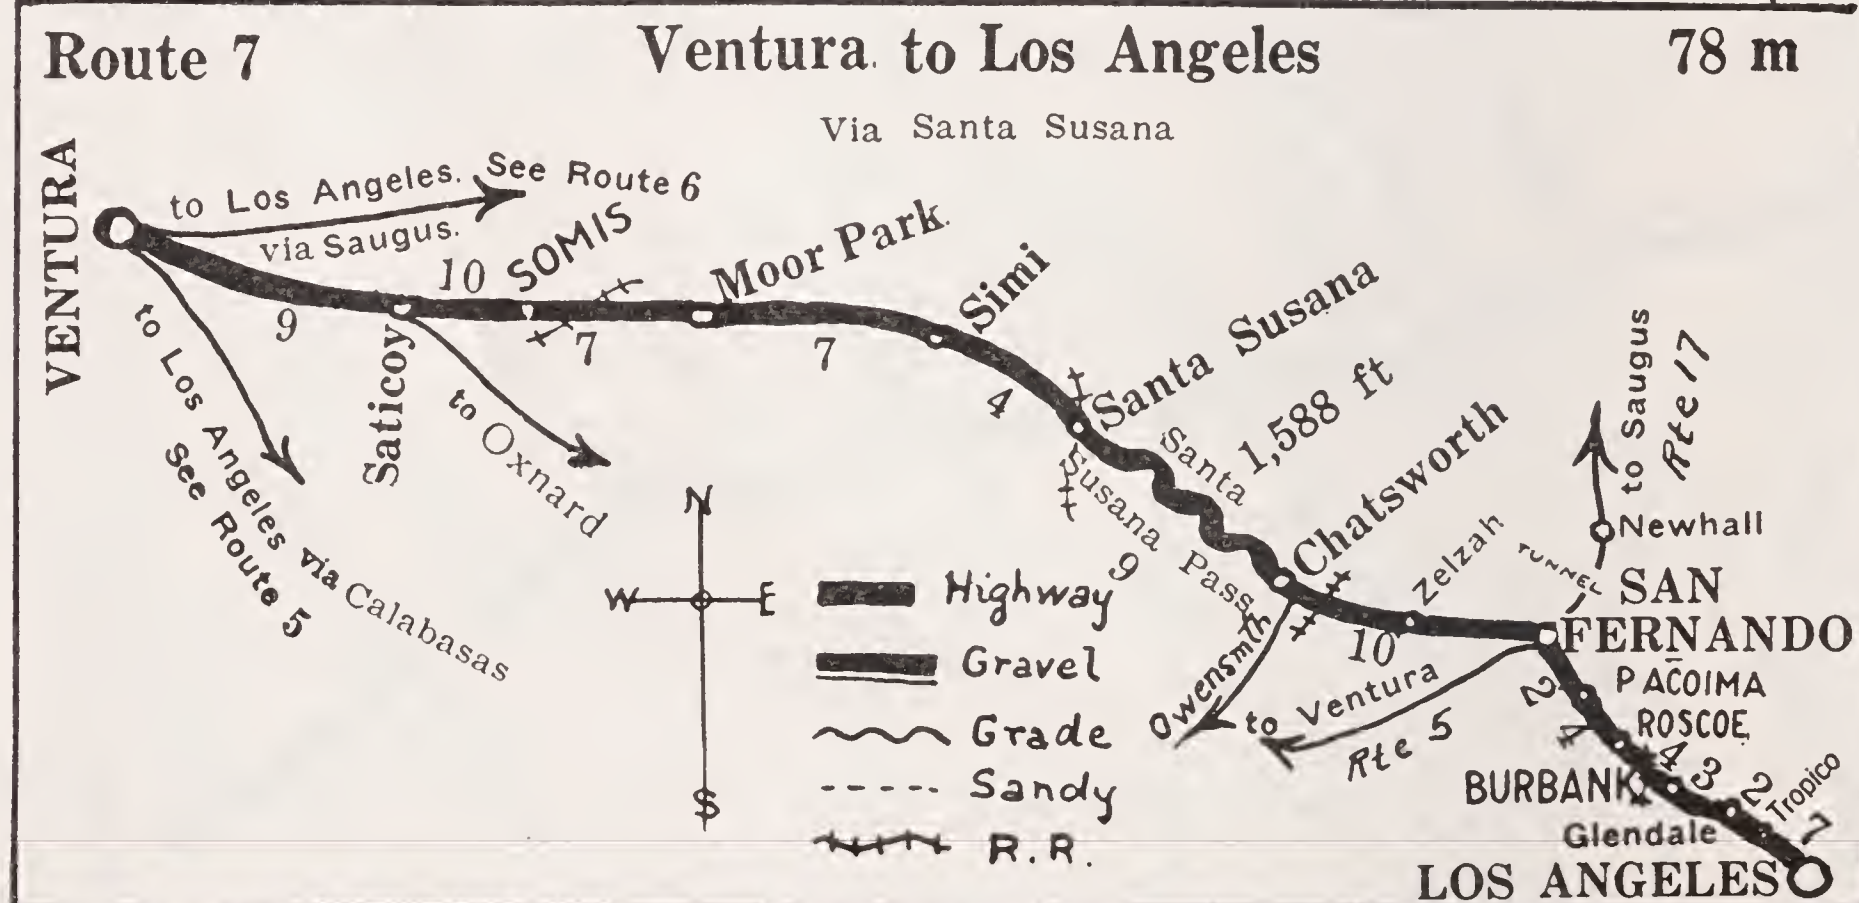 Route 7
Ventura to Los Angeles
78 m
Via Santa Susana
VENTURA
to Los Angeles. See Route 6
via Saugus.
to Los Angeles via Calabasas
See Route 5
9
Saticoy
to Oxnard
10
SOMIS
7
Moor Park
7
Simi
4
Santa Susana
Santa 1,588 ft
Susana Pass
9
Chatsworth
Owensmth
10
Zelzah
TUNNEL
to Saugus
Rte 17
Newhall
SAN
FERNANDO
to Ventura
Rte 5
2
PACOIMA
4
ROSCOE
4
BURBANK
3
Glendale
2
Tropico
7
LOS ANGELES
N
W
E
S
Highway
Gravel
Grade
Sandy
R.R.